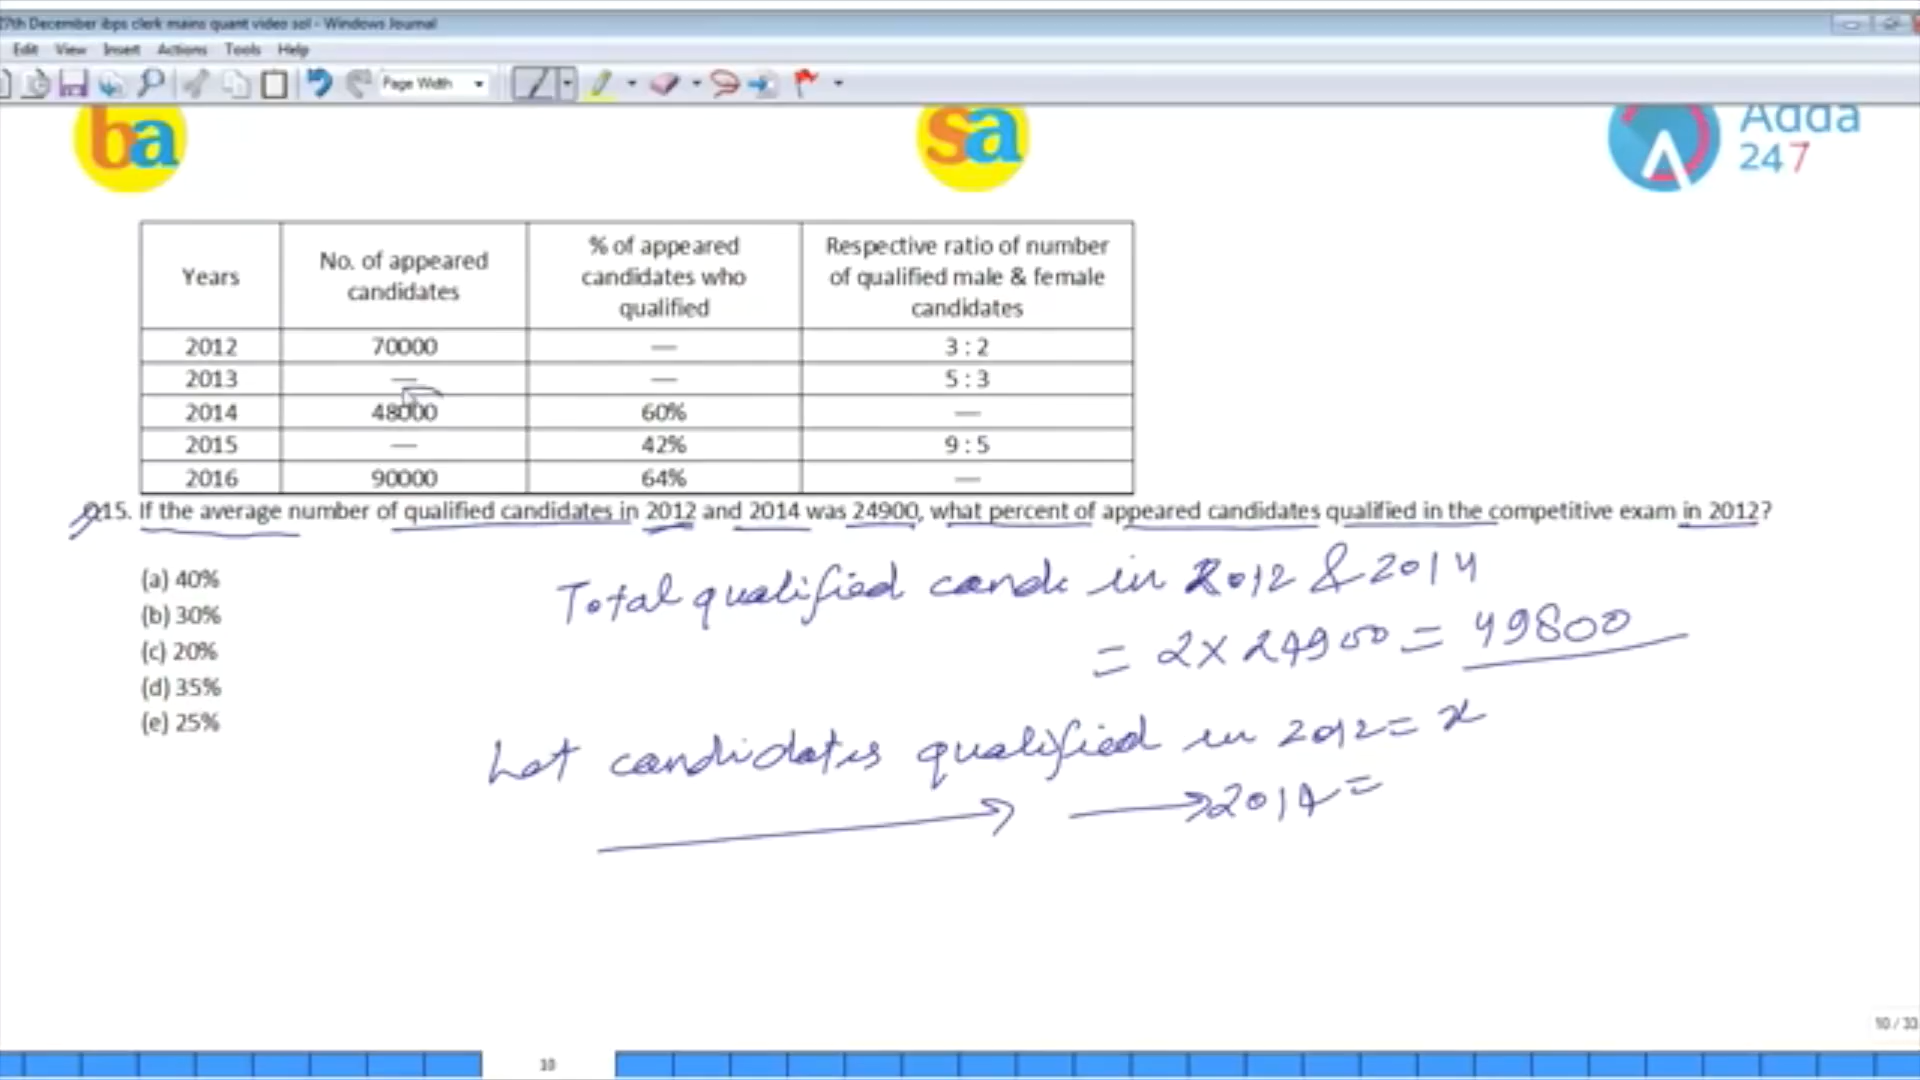 27th December ibps clerk mains quant video sol - Windows Journal
Edit View Insert Actions Tools Help
Page Width
ba
sa
Adda
247
Years
No. of appeared candidates
% of appeared candidates who qualified
Respective ratio of number of qualified male & female candidates
2012 70000 — 3 : 2
2013 — — 5 : 3
2014 48000 60% —
2015 — 42% 9 : 5
2016 90000 64% —
Q15. If the average number of qualified candidates in 2012 and 2014 was 24900, what percent of appeared candidates qualified in the competitive exam in 2012?
(a) 40%
(b) 30%
(c) 20%
(d) 35%
(e) 25%
Total qualified cand. in 2012 & 2014
= 2 x 24900 = 49800
Let candidates qualified in 2012 = x
2014 =
10 / 33
10